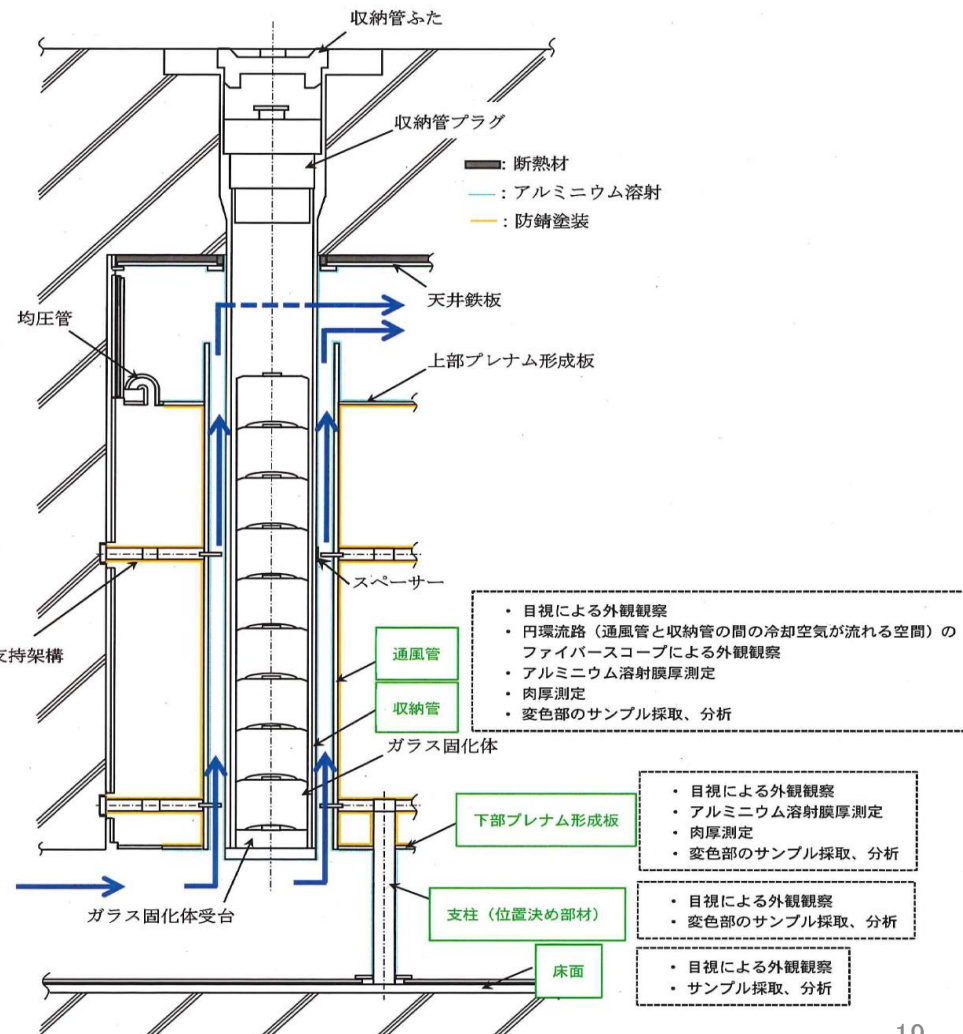 収納管ふた
収納管プラグ
: 断熱材
: アルミニウム溶射
: 防錆塗装
天井鉄板
均圧管
上部プレナム形成板
スペーサー
支持架構
通風管
収納管
・ 目視による外観観察
・ 円環流路（通風管と収納管の間の冷却空気が流れる空間）の
ファイバースコープによる外観観察
・ アルミニウム溶射膜厚測定
・ 肉厚測定
・ 変色部のサンプル採取、分析
ガラス固化体
下部プレナム形成板
・ 目視による外観観察
・ アルミニウム溶射膜厚測定
・ 肉厚測定
・ 変色部のサンプル採取、分析
ガラス固化体受台
支柱（位置決め部材）
・ 目視による外観観察
・ 変色部のサンプル採取、分析
床面
・ 目視による外観観察
・ サンプル採取、分析
19